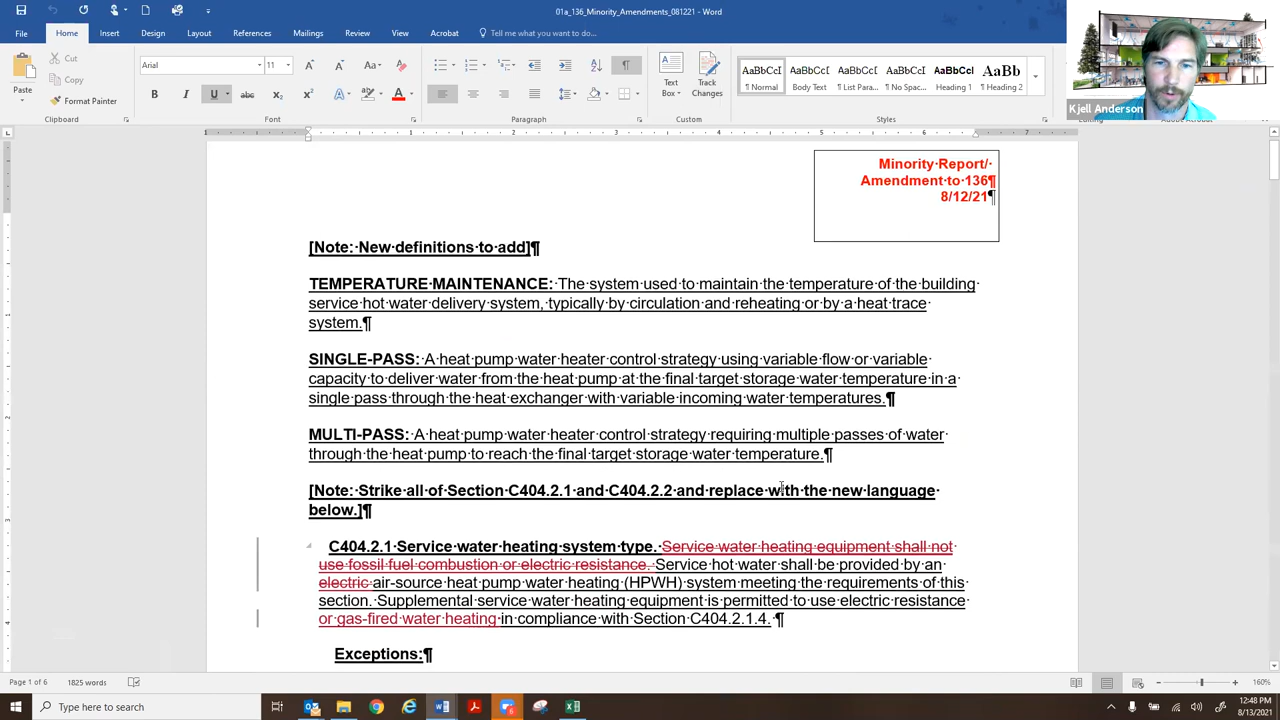 01a_136_Minority_Amendments_081221 - Word
File Home Insert Draw Design Layout References Mailings Review View Acrobat Tell me what you want to do...
Cut
Copy
Paste
Format Painter
Clipboard
Arial 11
Font
Paragraph
Text Box
Track Changes
Custom
AaBbCcI AaBbCcI AaBbCcI AaBbCcI AaBbCcI AaBb
¶ Normal Body Text ¶ List Para... ¶ No Spac... Heading 1 ¶ Heading 2
Styles
Kjell Anderson
Minority·Report/·
Amendment·to·136¶
8/12/21¶
[Note:·New·definitions·to·add]¶
TEMPERATURE·MAINTENANCE:·The·system·used·to·maintain·the·temperature·of·the·building·
service·hot·water·delivery·system,·typically·by·circulation·and·reheating·or·by·a·heat·trace·
system.¶
SINGLE-PASS:·A·heat·pump·water·heater·control·strategy·using·variable·flow·or·variable·
capacity·to·deliver·water·from·the·heat·pump·at·the·final·target·storage·water·temperature·in·a·
single·pass·through·the·heat·exchanger·with·variable·incoming·water·temperatures.¶
MULTI-PASS:·A·heat·pump·water·heater·control·strategy·requiring·multiple·passes·of·water·
through·the·heat·pump·to·reach·the·final·target·storage·water·temperature.¶
[Note:·Strike·all·of·Section·C404.2.1·and·C404.2.2·and·replace·with·the·new·language·
below.]¶
C404.2.1·Service·water·heating·system·type.·Service·water·heating·equipment·shall·not·
use·fossil·fuel·combustion·or·electric·resistance.·Service·hot·water·shall·be·provided·by·an·
electric·air-source·heat·pump·water·heating·(HPWH)·system·meeting·the·requirements·of·this·
section.·Supplemental·service·water·heating·equipment·is·permitted·to·use·electric·resistance·
or·gas-fired·water·heating·in·compliance·with·Section·C404.2.1.4.·¶
Exceptions:¶
Page 1 of 6 1825 words 160%
Type here to search
12:48 PM
8/13/2021